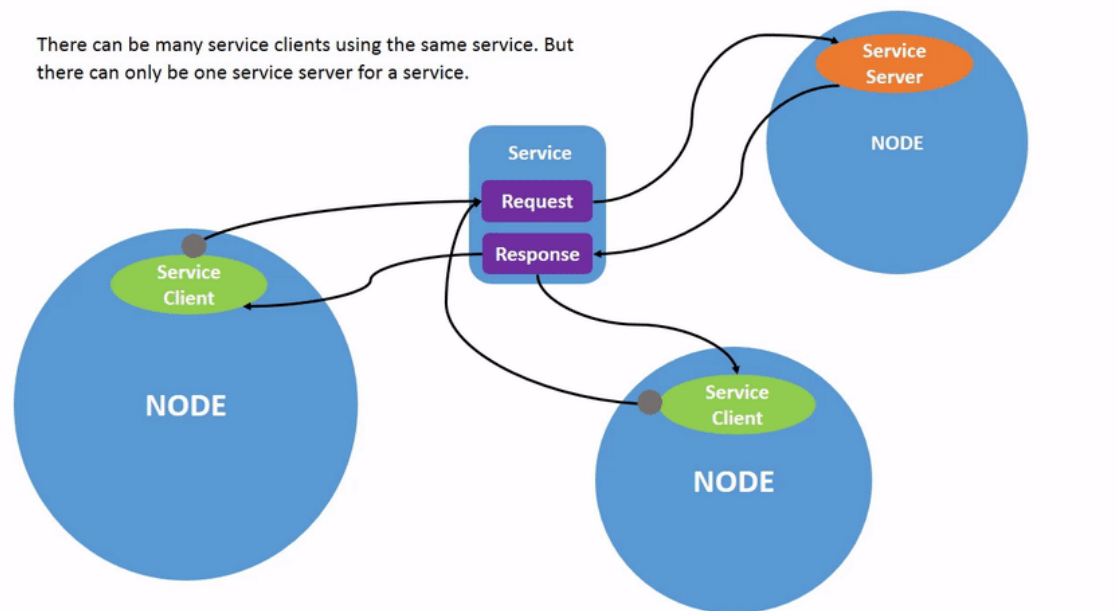 There can be many service clients using the same service. But
there can only be one service server for a service.
Service
Server
NODE
Service
Request
Response
Service
Client
NODE
Service
Client
NODE